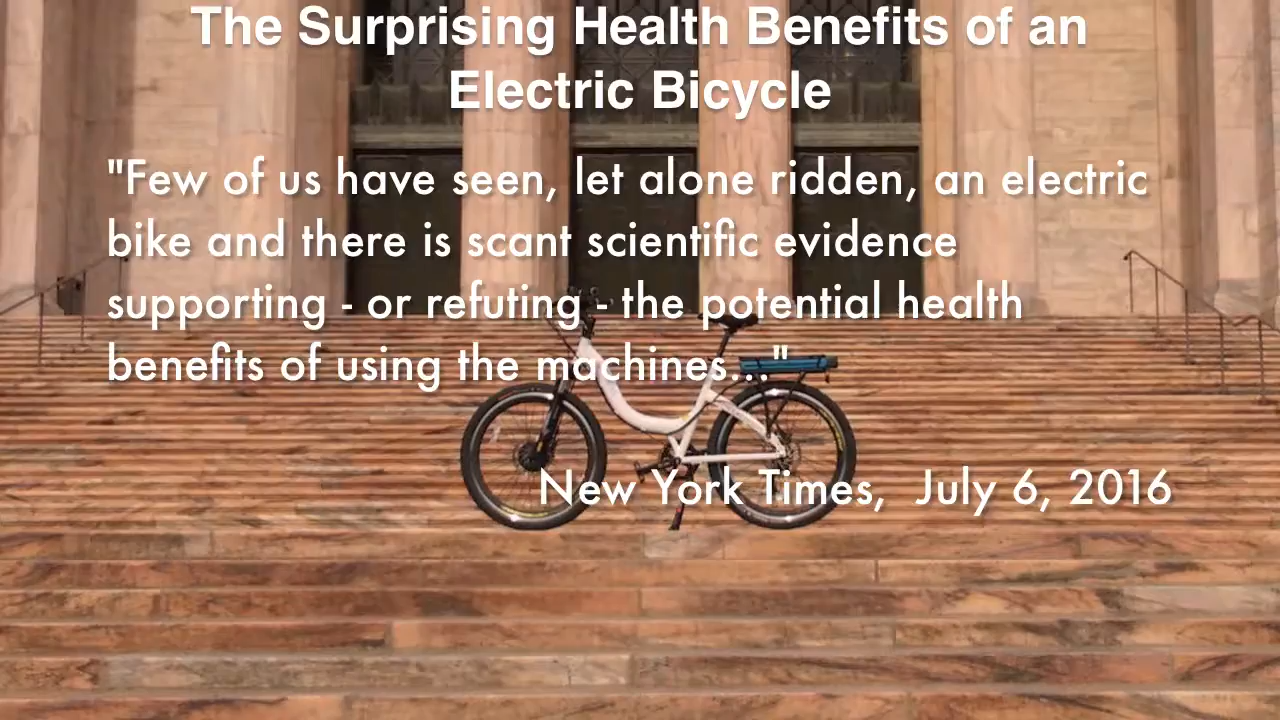 The Surprising Health Benefits of an
Electric Bicycle
"Few of us have seen, let alone ridden, an electric
bike and there is scant scientific evidence
supporting - or refuting - the potential health
benefits of using the machines..."
New York Times,  July 6, 2016